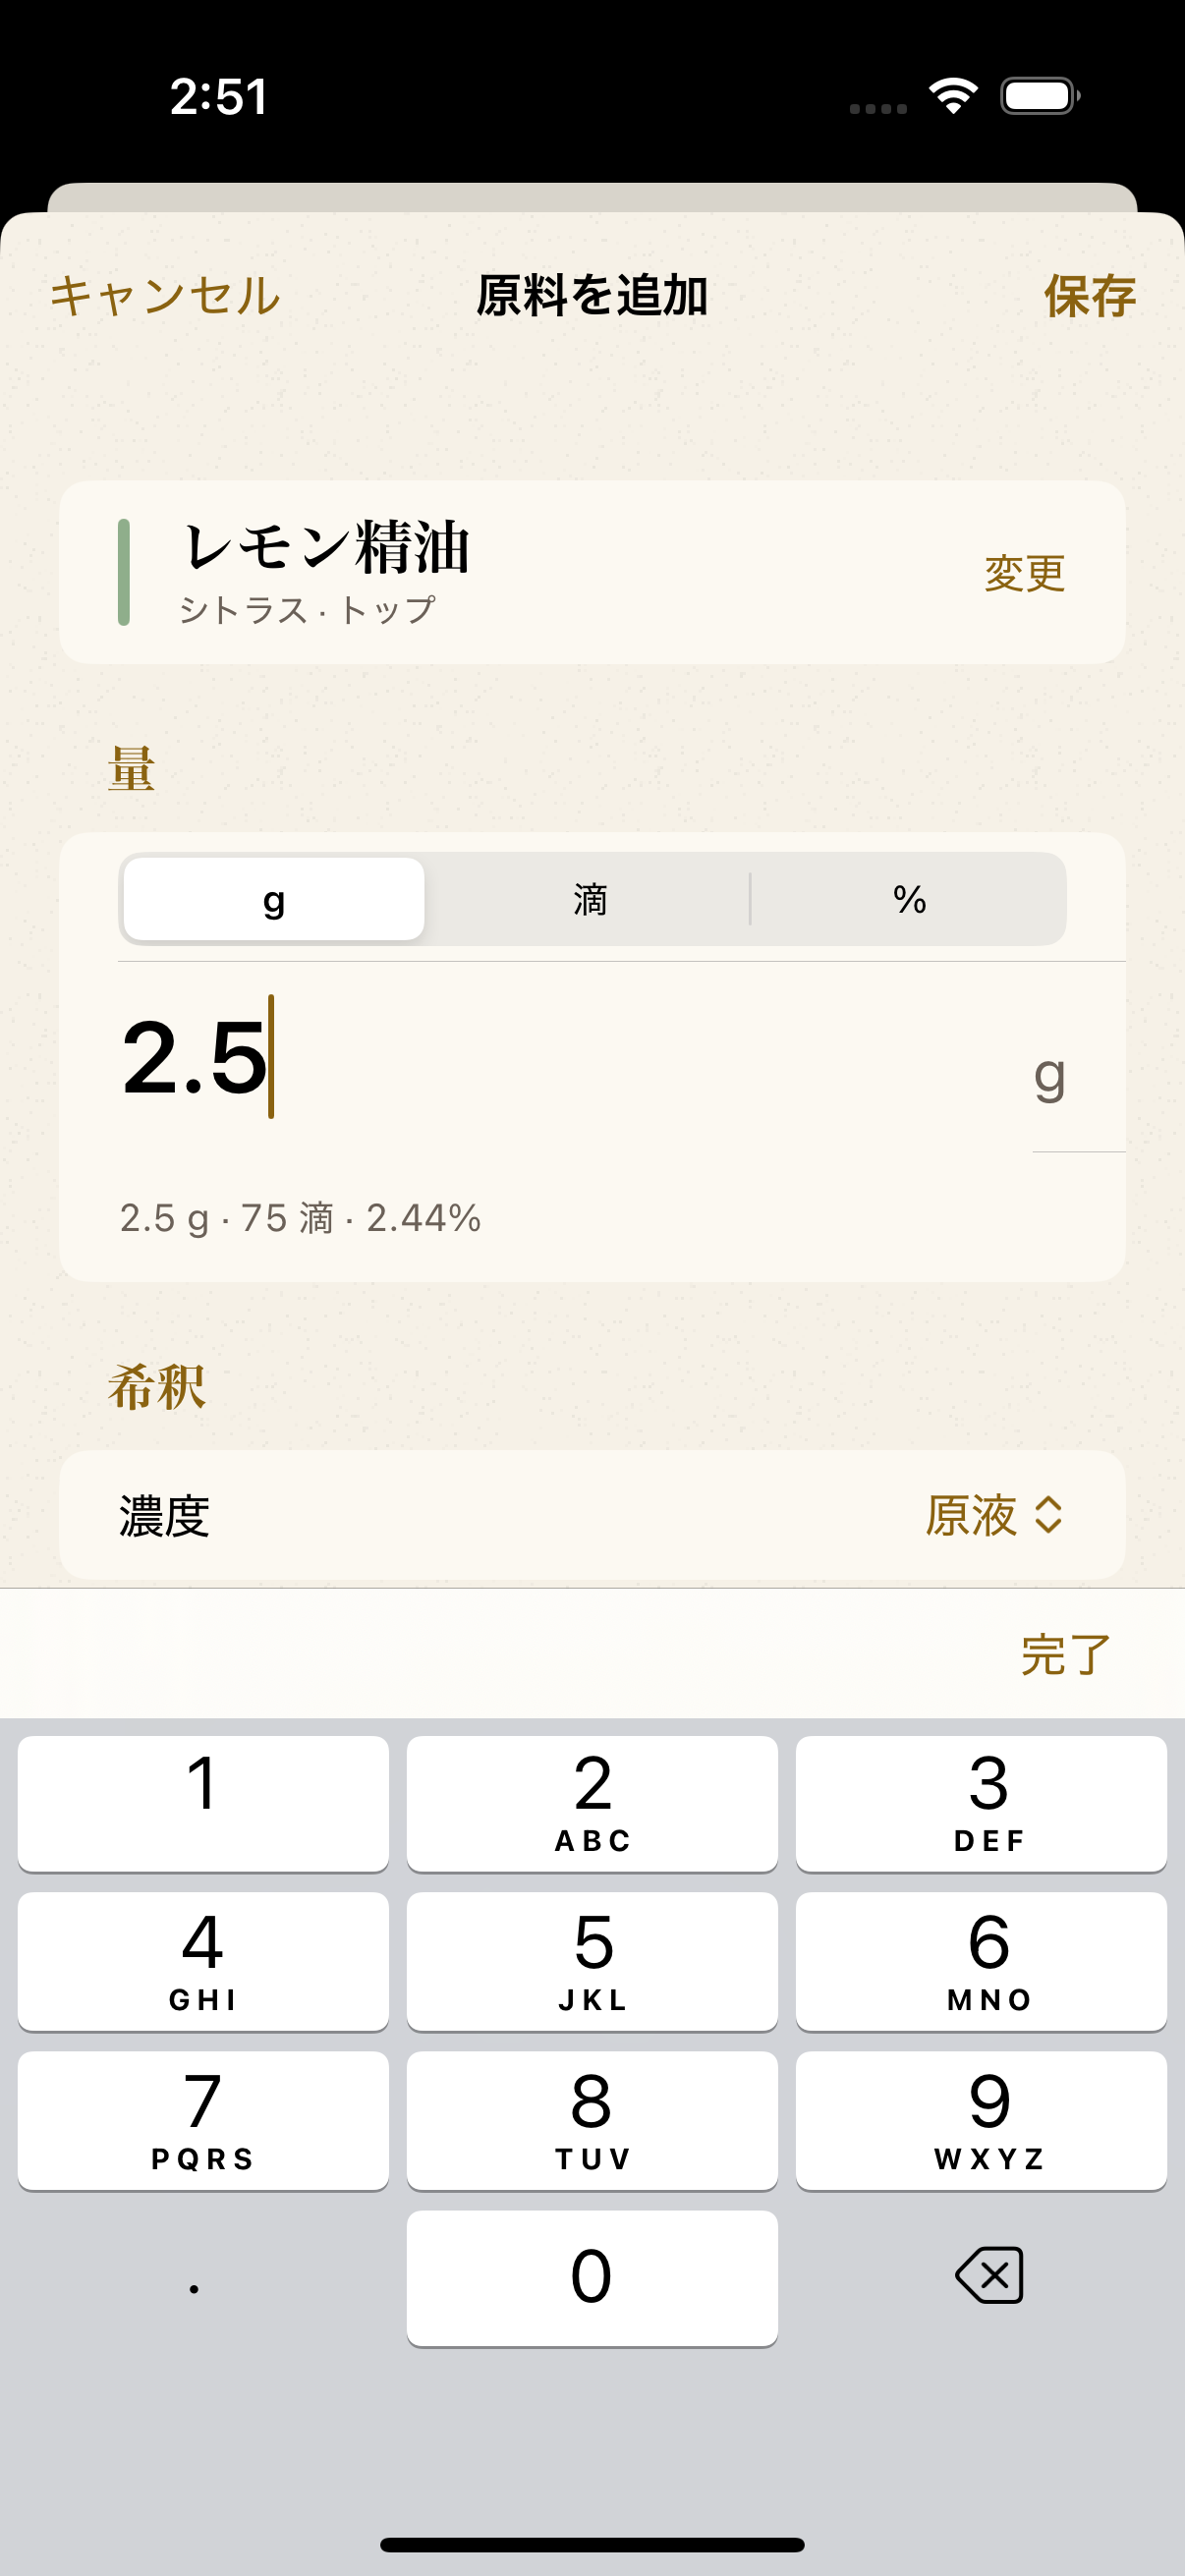 2:51
キャンセル 原料を追加 保存
レモン精油
シトラス · トップ
変更
量
g 滴 %
2.5 g
2.5 g · 75 滴 · 2.44%
希釈
濃度 原液
完了
1 2 3
ABC DEF
4 5 6
GHI JKL MNO
7 8 9
PQRS TUV WXYZ
. 0